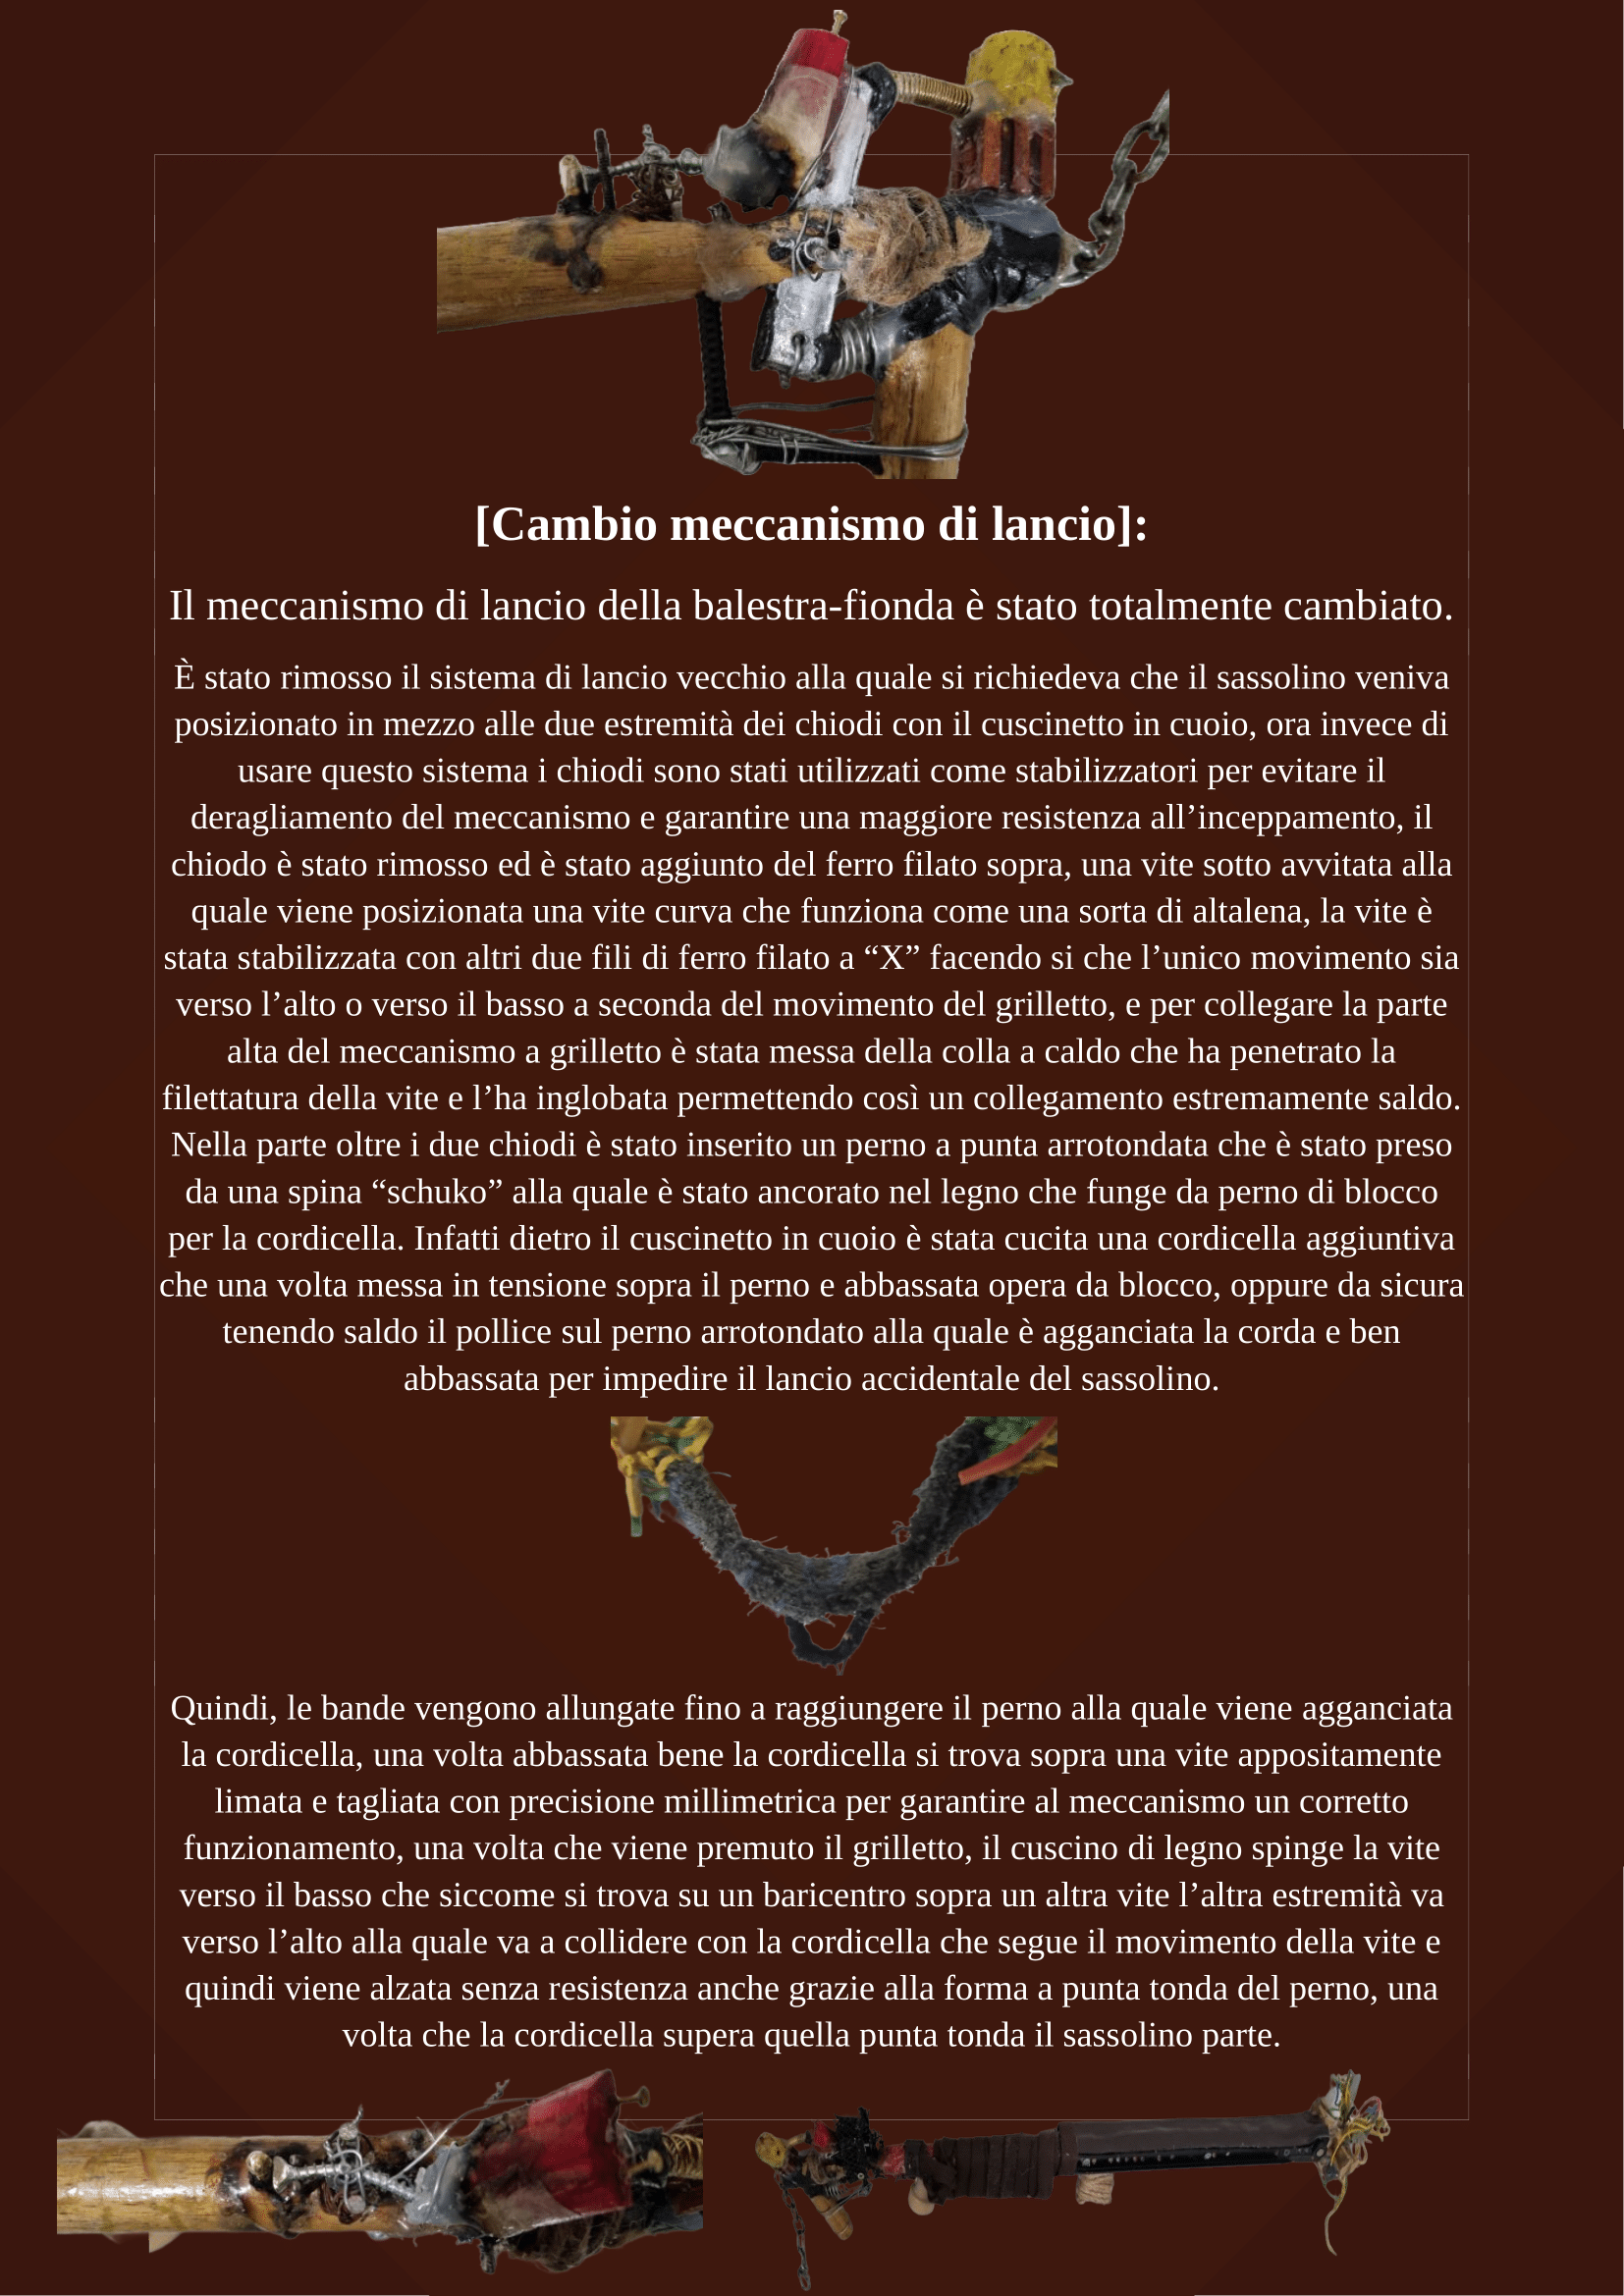 [Cambio meccanismo di lancio]:
Il meccanismo di lancio della balestra-fionda è stato totalmente cambiato.
È stato rimosso il sistema di lancio vecchio alla quale si richiedeva che il sassolino veniva
posizionato in mezzo alle due estremità dei chiodi con il cuscinetto in cuoio, ora invece di
usare questo sistema i chiodi sono stati utilizzati come stabilizzatori per evitare il
deragliamento del meccanismo e garantire una maggiore resistenza all’inceppamento, il
chiodo è stato rimosso ed è stato aggiunto del ferro filato sopra, una vite sotto avvitata alla
quale viene posizionata una vite curva che funziona come una sorta di altalena, la vite è
stata stabilizzata con altri due fili di ferro filato a “X” facendo si che l’unico movimento sia
verso l’alto o verso il basso a seconda del movimento del grilletto, e per collegare la parte
alta del meccanismo a grilletto è stata messa della colla a caldo che ha penetrato la
filettatura della vite e l’ha inglobata permettendo così un collegamento estremamente saldo.
Nella parte oltre i due chiodi è stato inserito un perno a punta arrotondata che è stato preso
da una spina “schuko” alla quale è stato ancorato nel legno che funge da perno di blocco
per la cordicella. Infatti dietro il cuscinetto in cuoio è stata cucita una cordicella aggiuntiva
che una volta messa in tensione sopra il perno e abbassata opera da blocco, oppure da sicura
tenendo saldo il pollice sul perno arrotondato alla quale è agganciata la corda e ben
abbassata per impedire il lancio accidentale del sassolino.
Quindi, le bande vengono allungate fino a raggiungere il perno alla quale viene agganciata
la cordicella, una volta abbassata bene la cordicella si trova sopra una vite appositamente
limata e tagliata con precisione millimetrica per garantire al meccanismo un corretto
funzionamento, una volta che viene premuto il grilletto, il cuscino di legno spinge la vite
verso il basso che siccome si trova su un baricentro sopra un altra vite l’altra estremità va
verso l’alto alla quale va a collidere con la cordicella che segue il movimento della vite e
quindi viene alzata senza resistenza anche grazie alla forma a punta tonda del perno, una
volta che la cordicella supera quella punta tonda il sassolino parte.